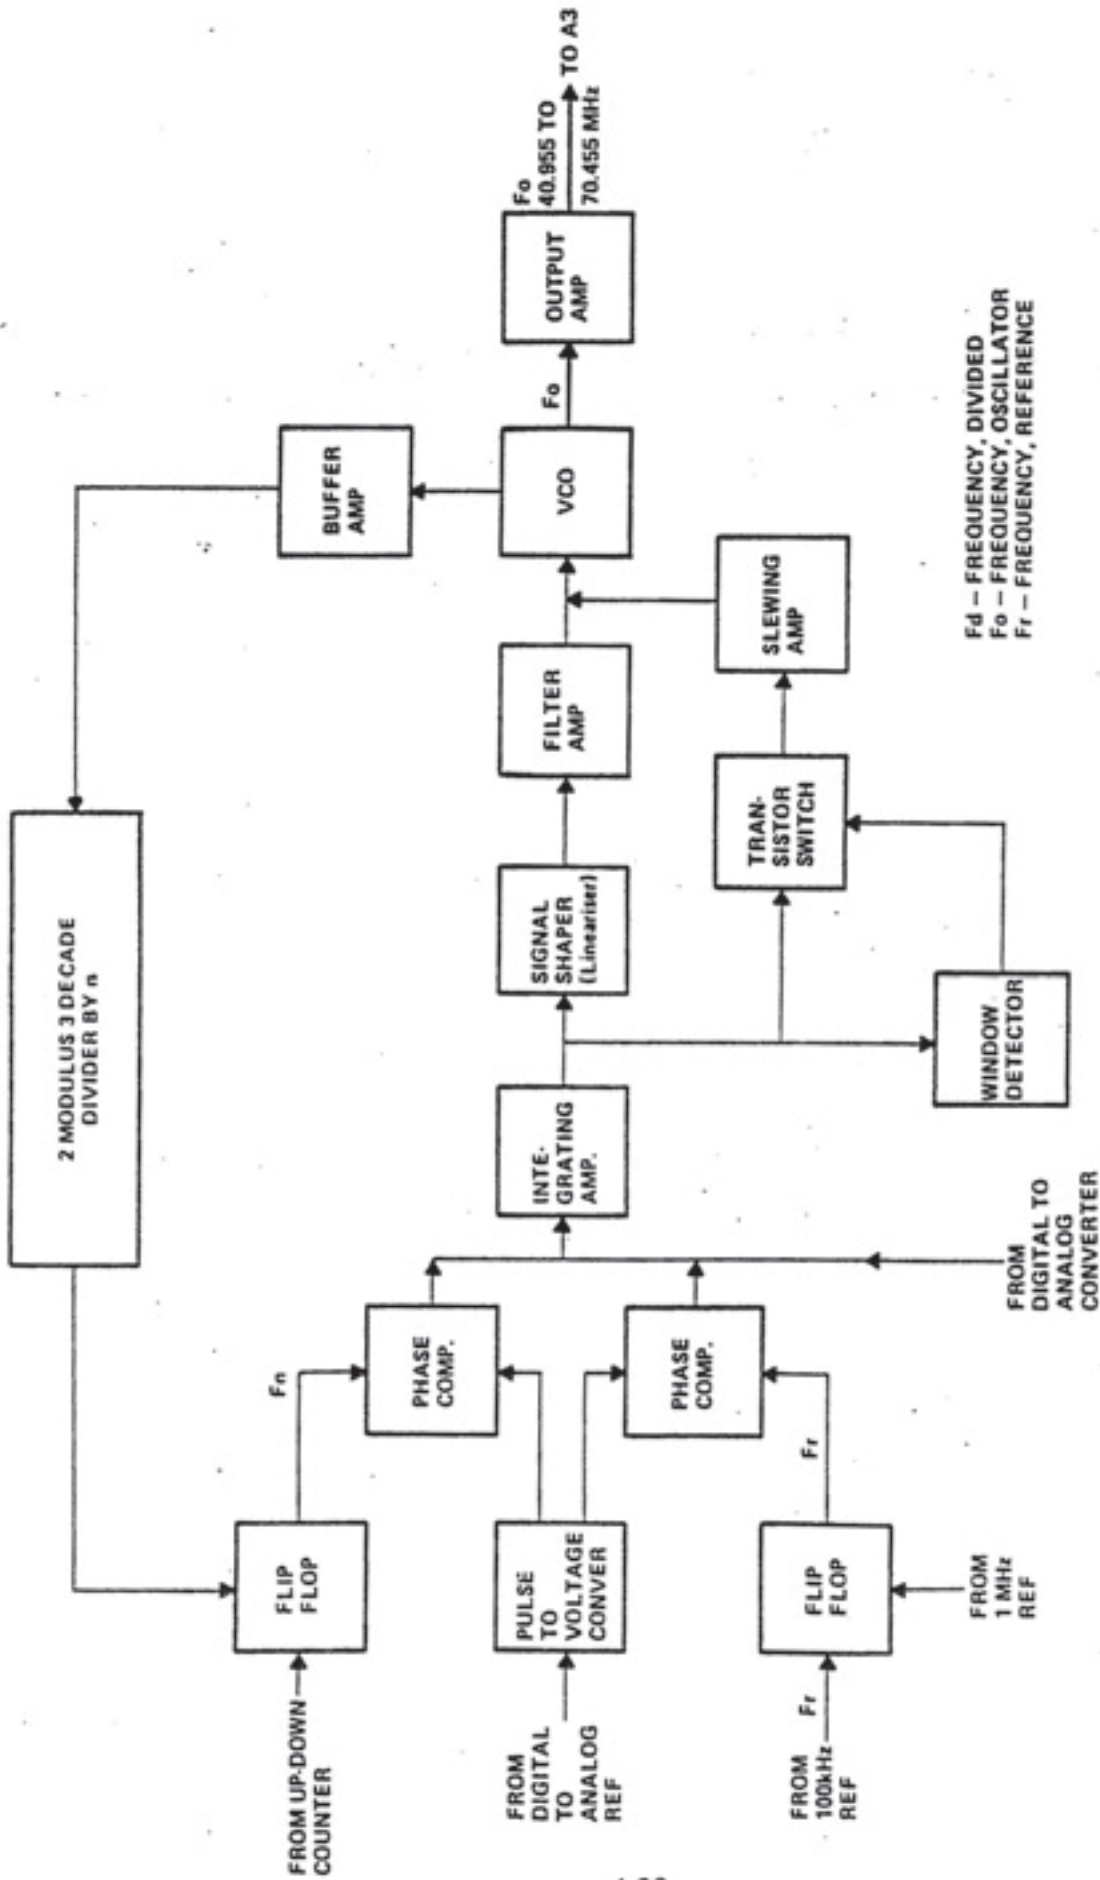 2 MODULUS 3 DECADE
DIVIDER BY n
BUFFER
AMP
FLIP
FLOP
FROM UP-DOWN
COUNTER
Fn
PHASE
COMP.
INTE-
GRATING
AMP.
SIGNAL
SHAPER
(Lineariser)
FILTER
AMP
VCO
Fo
OUTPUT
AMP
Fo
40.955 TO
70.455 MHz
TO A3
FROM
DIGITAL
TO
ANALOG
REF
PULSE
TO
VOLTAGE
CONVER
PHASE
COMP.
TRAN-
SISTOR
SWITCH
SLEWING
AMP
FROM
100kHz
REF
Fr
FLIP
FLOP
Fr
FROM
1 MHz
REF
FROM
DIGITAL TO
ANALOG
CONVERTER
WINDOW
DETECTOR
Fd – FREQUENCY, DIVIDED
Fo – FREQUENCY, OSCILLATOR
Fr – FREQUENCY, REFERENCE